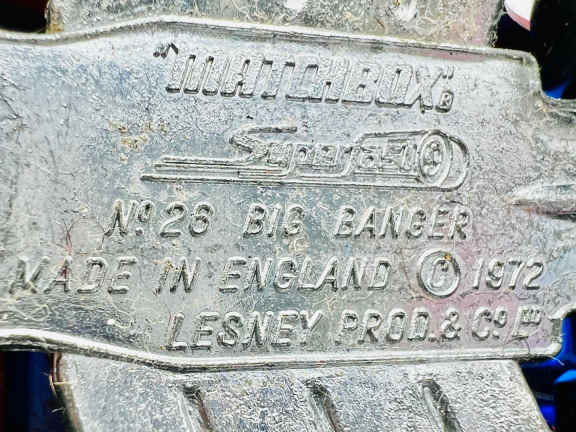 "MATCHBOX"®
Superfast
Nº 26 BIG BANGER
MADE IN ENGLAND © 1972
LESNEY PROD. & Cº LTD